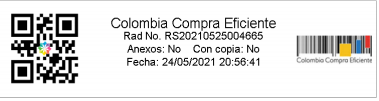 Colombia Compra Eficiente
Rad No. RS20210525004665
Anexos: No Con copia: No
Fecha: 24/05/2021 20:56:41
Colombia Compra Eficiente